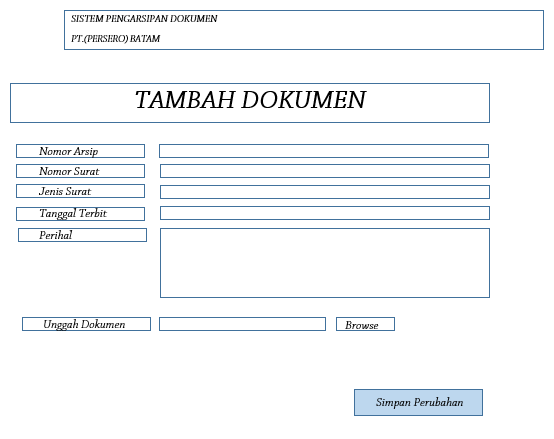 SISTEM PENGARSIPAN DOKUMEN
PT.(PERSERO) BATAM
TAMBAH DOKUMEN
Nomor Arsip
Nomor Surat
Jenis Surat
Tanggal Terbit
Perihal
Unggah Dokumen
Browse
Simpan Perubahan